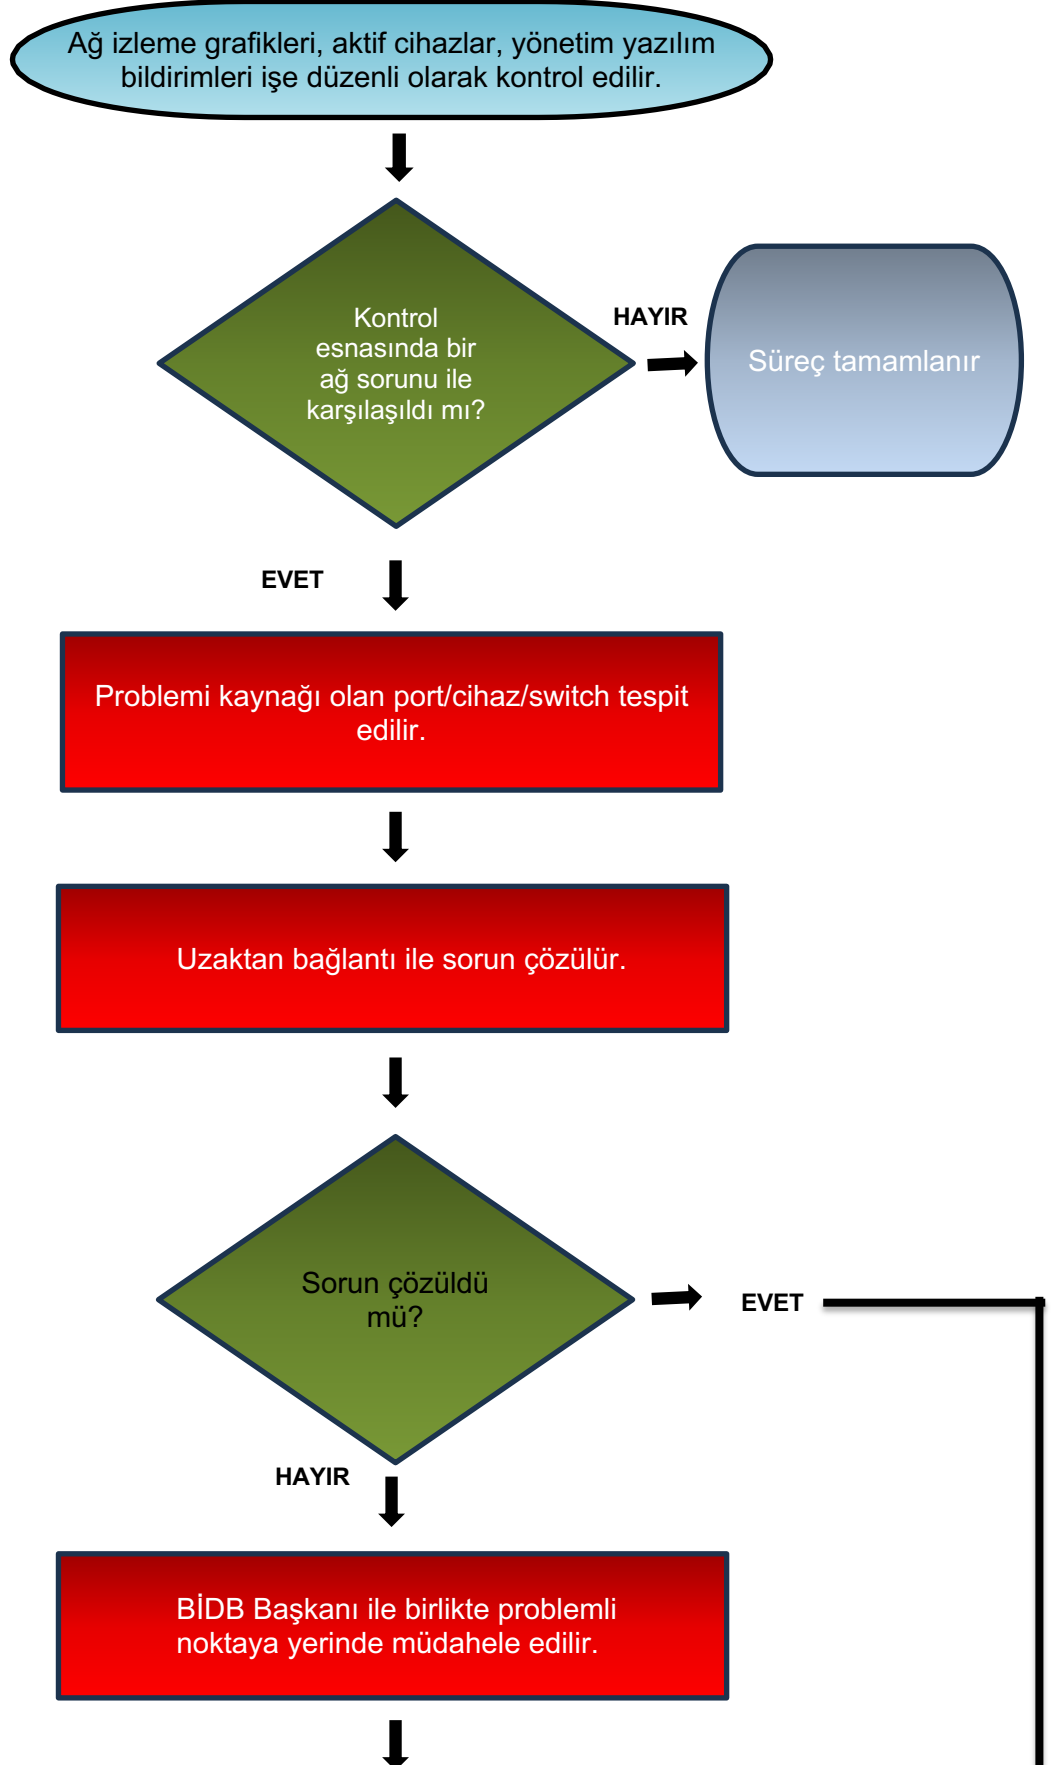 Ağ izleme grafikleri, aktif cihazlar, yönetim yazılım
bildirimleri işe düzenli olarak kontrol edilir.
Kontrol
esnasında bir
ağ sorunu ile
karşılaşıldı mı?
HAYIR
Süreç tamamlanır
EVET
Problemi kaynağı olan port/cihaz/switch tespit
edilir.
Uzaktan bağlantı ile sorun çözülür.
Sorun çözüldü
mü?
EVET
HAYIR
BİDB Başkanı ile birlikte problemli
noktaya yerinde müdahele edilir.